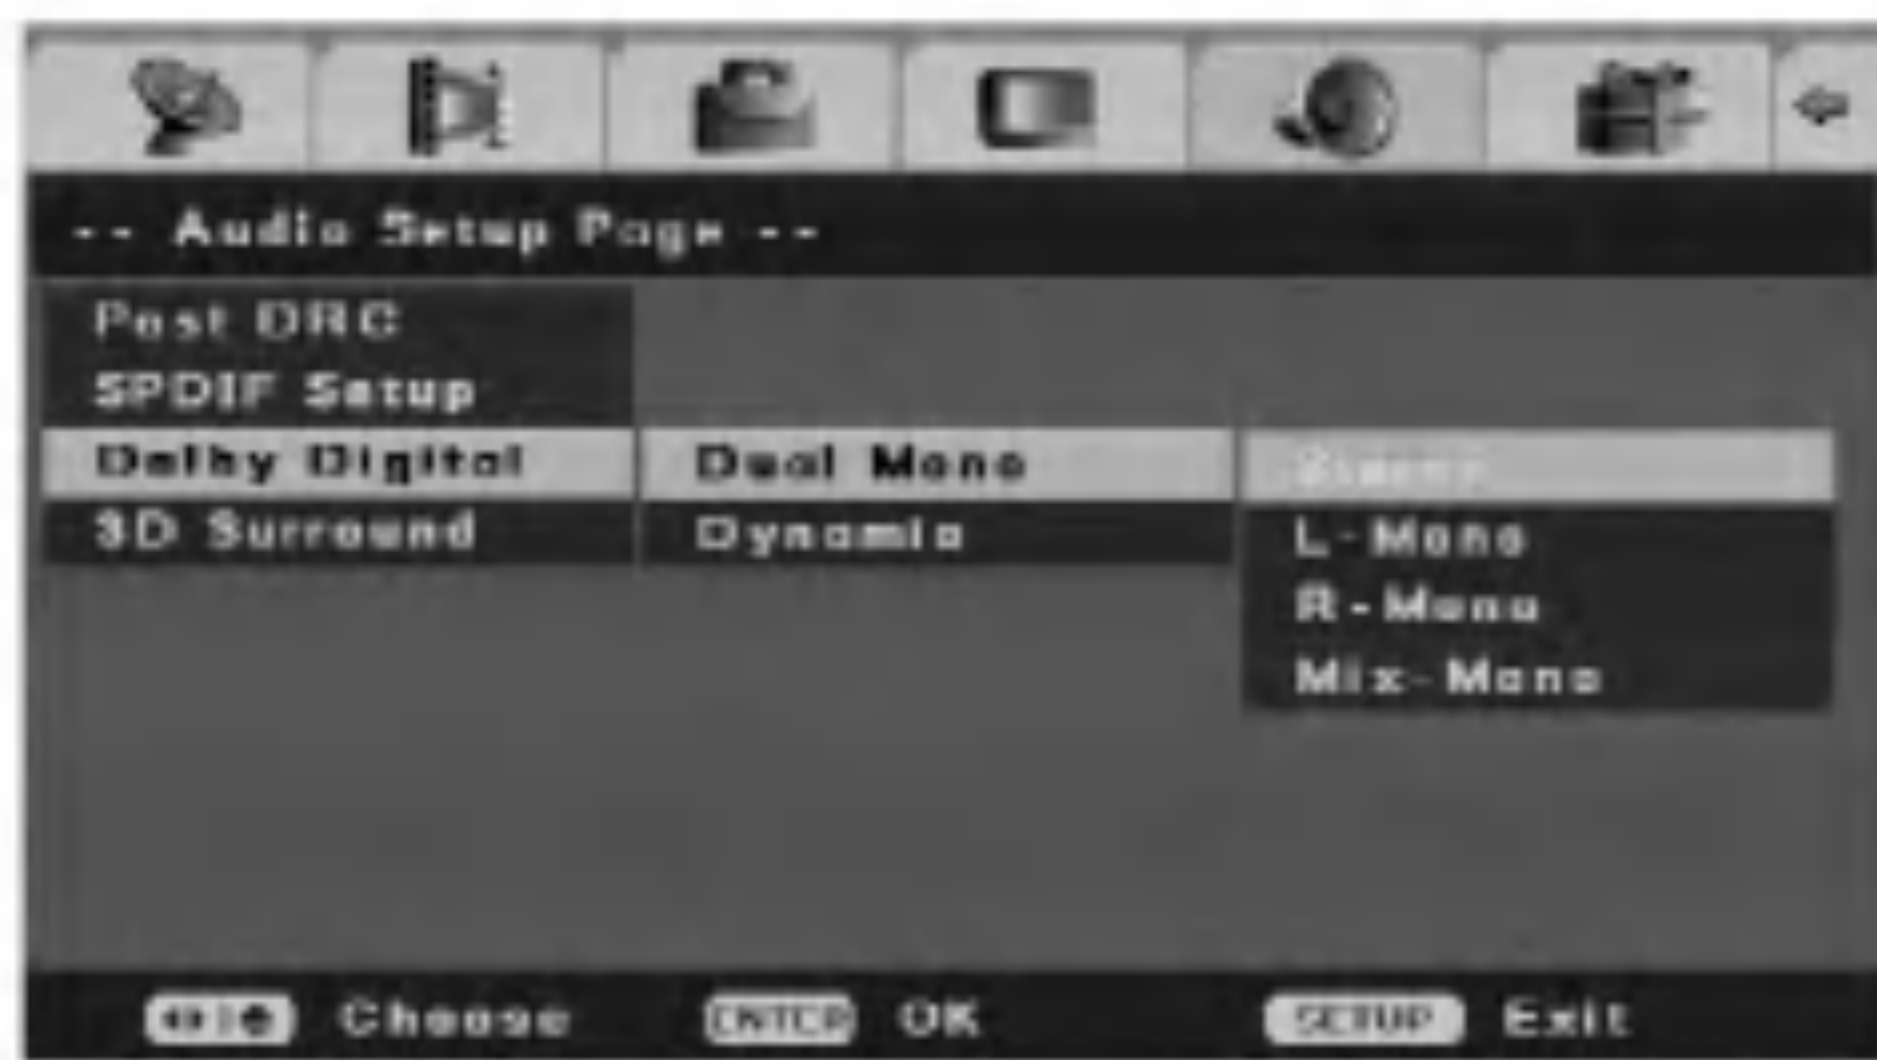 -- Audio Setup Page --
Post DRC
SPDIF Setup
Dolby Digital
Dual Mono
Stereo
3D Surround
Dynamic
L-Mono
R-Mono
Mix-Mono
Choose
ENTER OK
SETUP Exit